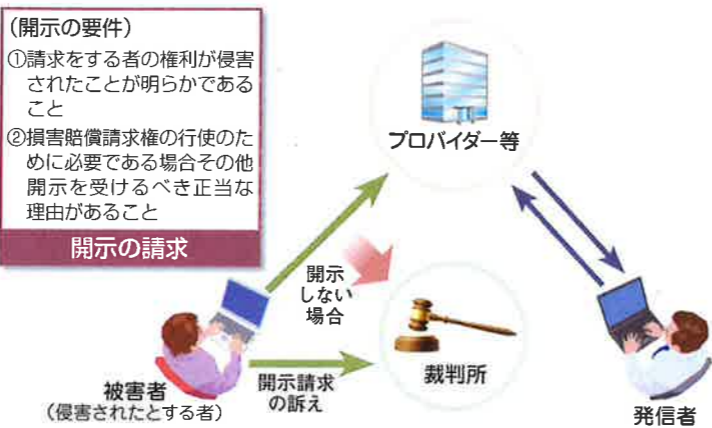 (開示の要件)
①請求をする者の権利が侵害
されたことが明らかである
こと
②損害賠償請求権の行使のた
めに必要である場合その他
開示を受けるべき正当な
理由があること
開示の請求
プロバイダー等
開示
しない
場合
裁判所
開示請求
の訴え
被害者
(侵害されたとする者)
発信者